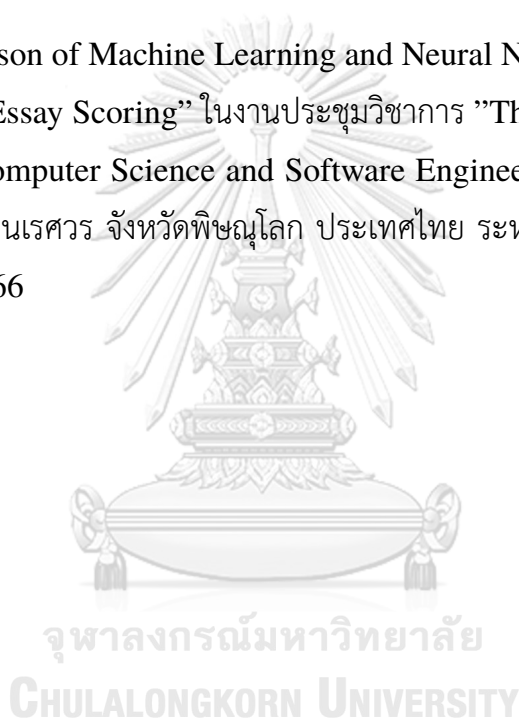 son of Machine Learning and Neural N
Essay Scoring” ในงานประชุมวิชาการ ”Th
omputer Science and Software Enginee
นเรศวร จังหวัดพิษณุโลก ประเทศไทย ระห
66
จุฬาลงกรณ์มหาวิทยาลัย
CHULALONGKORN UNIVERSITY